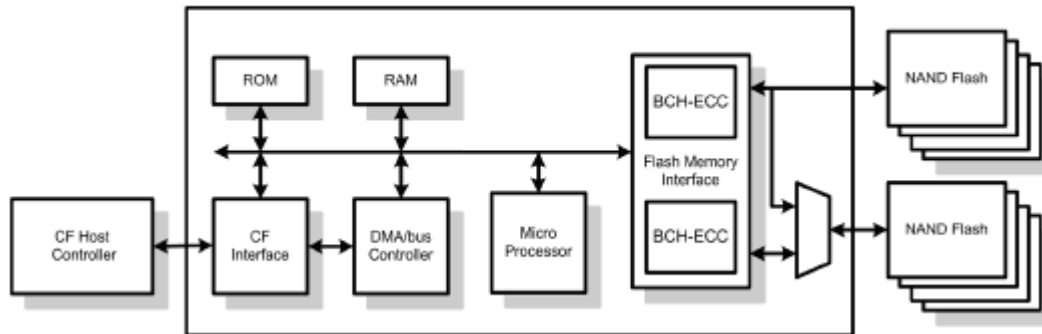 ROM
RAM
BCH-ECC
NAND Flash
Flash Memory
Interface
CF Host
Controller
CF
Interface
DMA/bus
Controller
Micro
Processor
BCH-ECC
NAND Flash